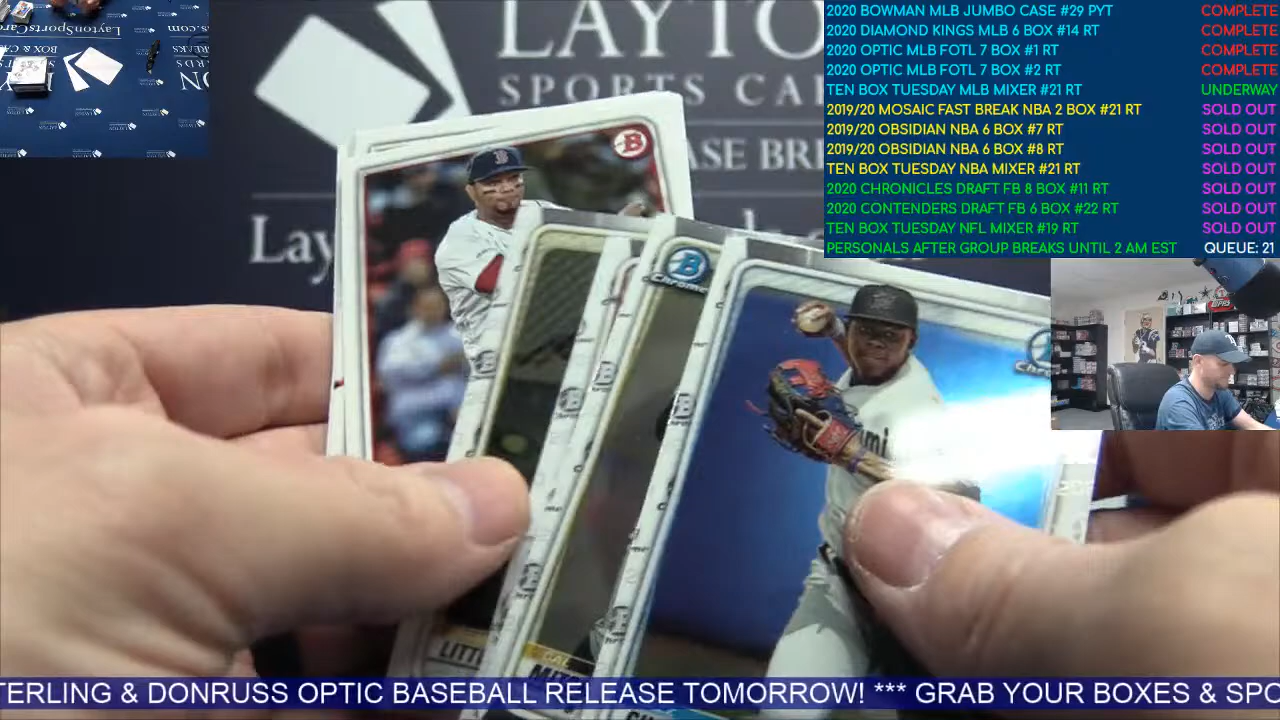 2020 BOWMAN MLB JUMBO CASE #29 PYT COMPLETE
2020 DIAMOND KINGS MLB 6 BOX #14 RT COMPLETE
2020 OPTIC MLB FOTL 7 BOX #1 RT COMPLETE
2020 OPTIC MLB FOTL 7 BOX #2 RT COMPLETE
TEN BOX TUESDAY MLB MIXER #21 RT UNDERWAY
2019/20 MOSAIC FAST BREAK NBA 2 BOX #21 RT SOLD OUT
2019/20 OBSIDIAN NBA 6 BOX #7 RT SOLD OUT
2019/20 OBSIDIAN NBA 6 BOX #8 RT SOLD OUT
TEN BOX TUESDAY NBA MIXER #21 RT SOLD OUT
2020 CHRONICLES DRAFT FB 8 BOX #11 RT SOLD OUT
2020 CONTENDERS DRAFT FB 6 BOX #22 RT SOLD OUT
TEN BOX TUESDAY NFL MIXER #19 RT SOLD OUT
PERSONALS AFTER GROUP BREAKS UNTIL 2 AM EST QUEUE: 21
LaytonSportsCar
LAYTO
SPORTS CA
ASE BRE
Lay
B
B
Chrome
LITT
TERLING & DONRUSS OPTIC BASEBALL RELEASE TOMORROW! *** GRAB YOUR BOXES & SPO